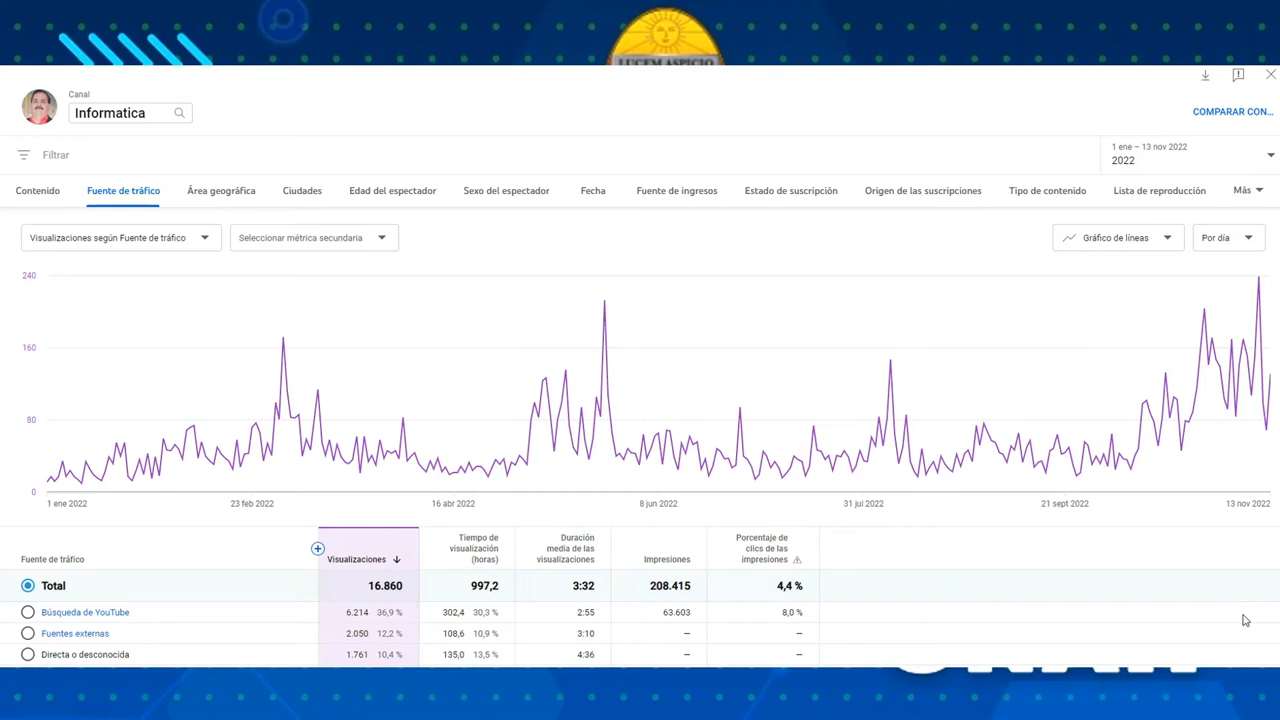 LUCEM ASPICIO
Canal
Informatica
COMPARAR CON...
Filtrar
1 ene – 13 nov 2022
2022
Contenido Fuente de tráfico Área geográfica Ciudades Edad del espectador Sexo del espectador Fecha Fuente de ingresos Estado de suscripción Origen de las suscripciones Tipo de contenido Lista de reproducción Más
Visualizaciones según Fuente de tráfico Seleccionar métrica secundaria Gráfico de líneas Por día
240
160
80
0
1 ene 2022 23 feb 2022 16 abr 2022 8 jun 2022 31 jul 2022 21 sept 2022 13 nov 2022
Fuente de tráfico Visualizaciones Tiempo de visualización (horas) Duración media de las visualizaciones Impresiones Porcentaje de clics de las impresiones
Total 16.860 997,2 3:32 208.415 4,4 %
Búsqueda de YouTube 6.214 36,9 % 302,4 30,3 % 2:55 63.603 8,0 %
Fuentes externas 2.050 12,2 % 108,6 10,9 % 3:10 — —
Directa o desconocida 1.761 10,4 % 135,0 13,5 % 4:36 — —